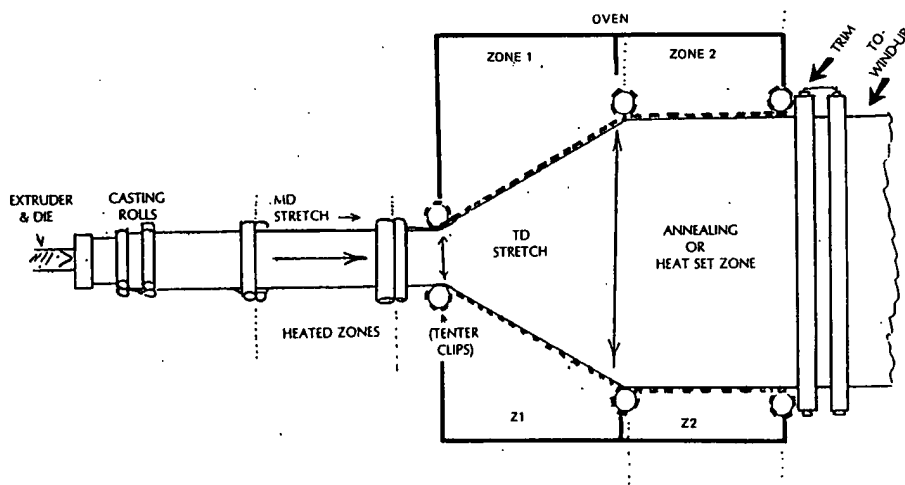 OVEN
ZONE 1
ZONE 2
TRIM
TO-
WIND-UP
EXTRUDER
& DIE
CASTING
ROLLS
MD
STRETCH
TD
STRETCH
ANNEALING
OR
HEAT SET ZONE
HEATED ZONES
(TENTER
CLIPS)
Z1
Z2